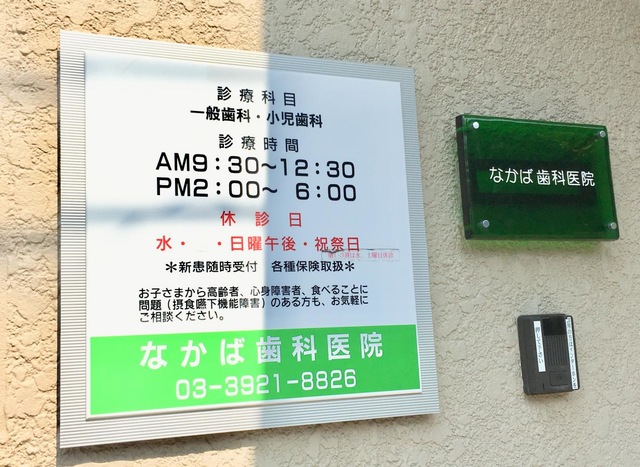 診療科目
一般歯科・小児歯科
診療時間
AM9：30〜12：30
PM2：00〜 6：00
休診日
水・ ・日曜午後・祝祭日
＊新患随時受付 各種保険取扱＊
お子さまから高齢者、心身障害者、食べることに
問題（摂食嚥下機能障害）のある方も、お気軽に
ご相談ください。
なかば歯科医院
03-3921-8826
なかば歯科医院